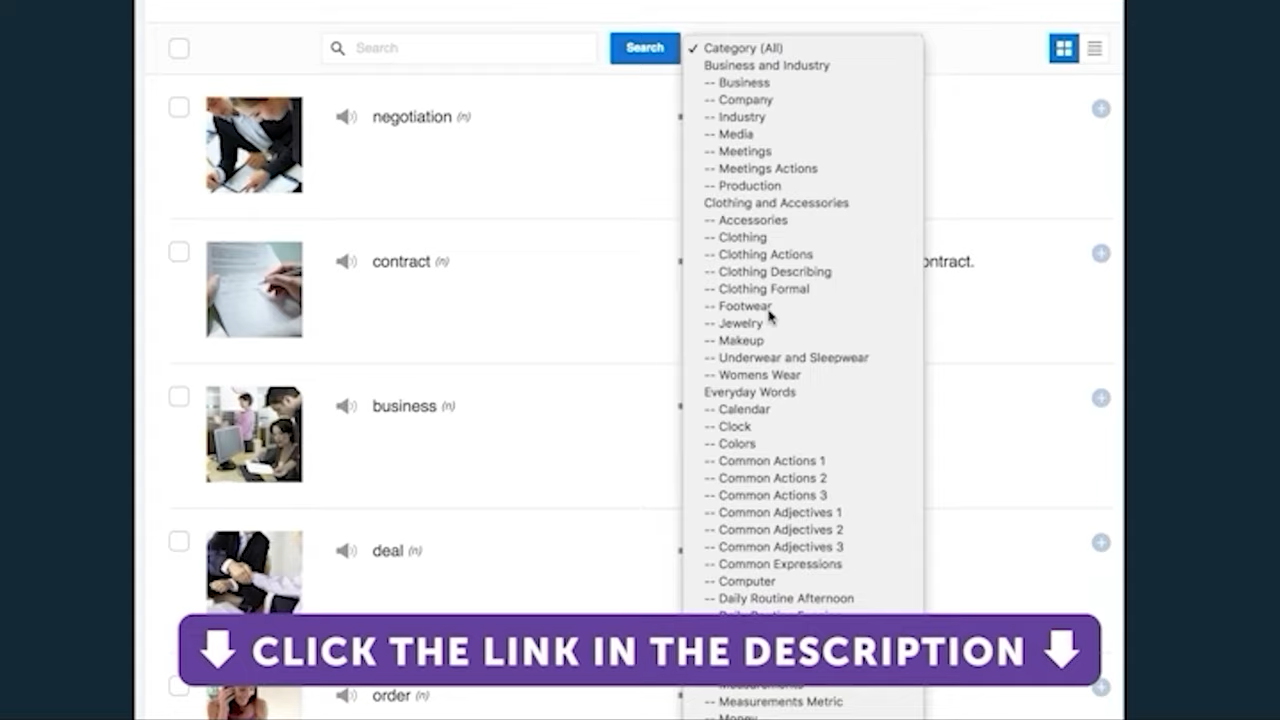 Search
Search
✓ Category (All)
Business and Industry
-- Business
-- Company
-- Industry
-- Media
-- Meetings
-- Meetings Actions
-- Production
Clothing and Accessories
-- Accessories
-- Clothing
-- Clothing Actions
-- Clothing Describing
-- Clothing Formal
-- Footwear
-- Jewelry
-- Makeup
-- Underwear and Sleepwear
-- Womens Wear
Everyday Words
-- Calendar
-- Clock
-- Colors
-- Common Actions 1
-- Common Actions 2
-- Common Actions 3
-- Common Adjectives 1
-- Common Adjectives 2
-- Common Adjectives 3
-- Common Expressions
-- Computer
-- Daily Routine Afternoon
-- Measurements Metric
-- Money
negotiation (n)
contract (n)
ontract.
business (n)
deal (n)
order (n)
CLICK THE LINK IN THE DESCRIPTION